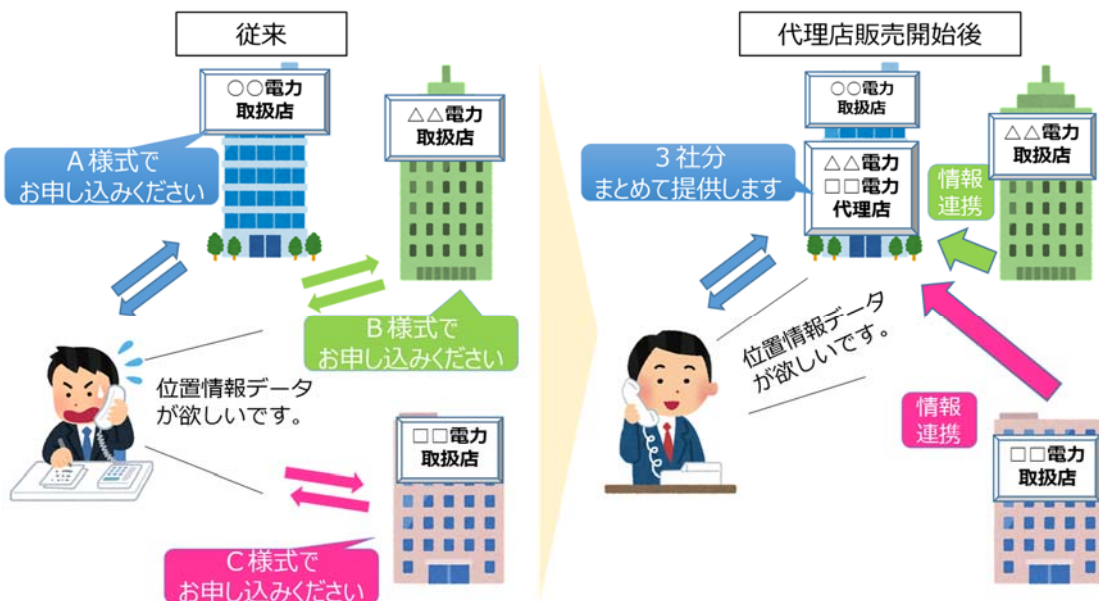 従来
○○電力
取扱店
△△電力
取扱店
A様式で
お申し込みください
B様式で
お申し込みください
位置情報データ
が欲しいです。
□□電力
取扱店
C様式で
お申し込みください
代理店販売開始後
○○電力
取扱店
△△電力
□□電力
代理店
3社分
まとめて提供します
情報
連携
△△電力
取扱店
位置情報データ
が欲しいです。
情報
連携
□□電力
取扱店